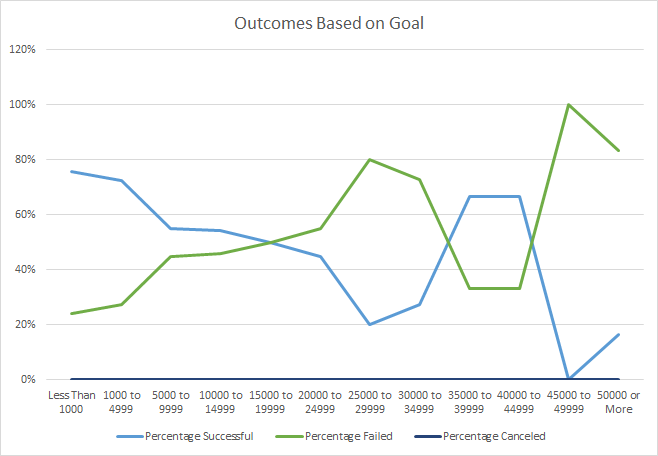 Outcomes Based on Goal
120%
100%
80%
60%
40%
20%
0%
Less Than 1000 to 5000 to 10000 to 15000 to 20000 to 25000 to 30000 to 35000 to 40000 to 45000 to 50000 or
1000 4999 9999 14999 19999 24999 29999 34999 39999 44999 49999 More
Percentage Successful Percentage Failed Percentage Canceled